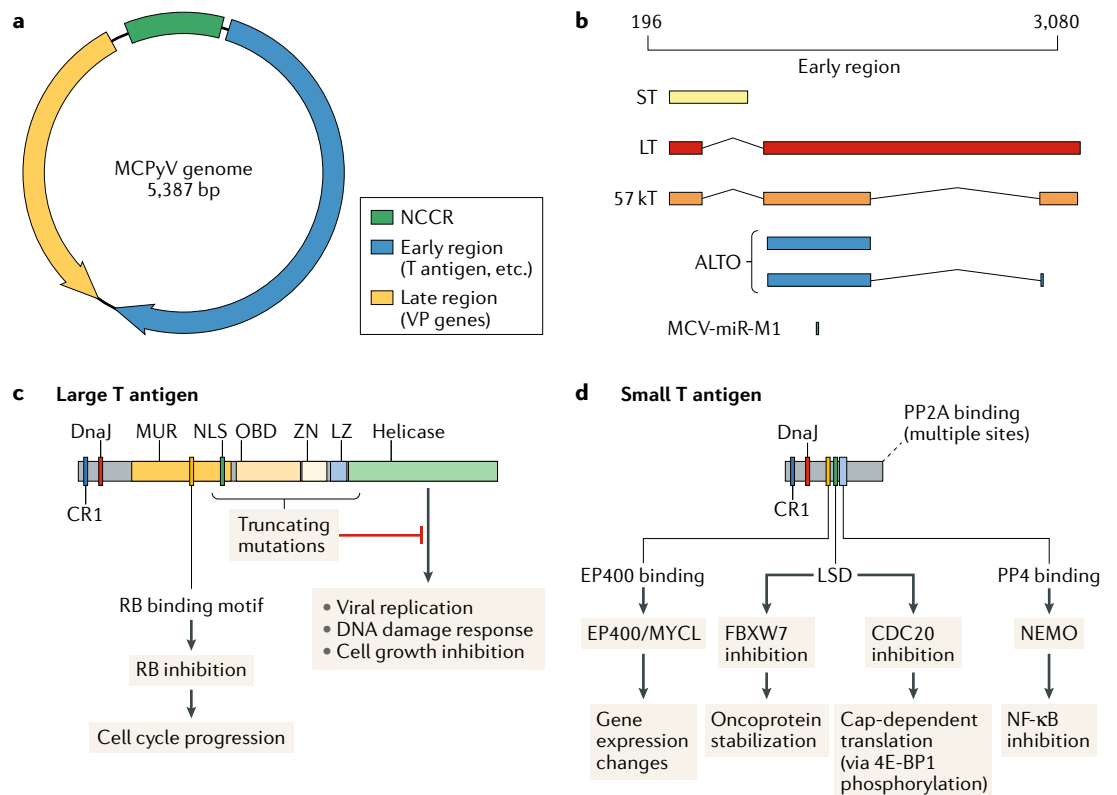 a
MCPyV genome
5,387 bp
NCCR
Early region
(T antigen, etc.)
Late region
(VP genes)
b
196
3,080
Early region
ST
LT
57 kT
ALTO
MCV-miR-M1
c
Large T antigen
DnaJ
MUR
NLS
OBD
ZN
LZ
Helicase
CR1
Truncating
mutations
RB binding motif
RB inhibition
Cell cycle progression
• Viral replication
• DNA damage response
• Cell growth inhibition
d
Small T antigen
PP2A binding
(multiple sites)
DnaJ
CR1
EP400 binding
LSD
PP4 binding
EP400/MYCL
FBXW7
inhibition
CDC20
inhibition
NEMO
Gene
expression
changes
Oncoprotein
stabilization
Cap-dependent
translation
(via 4E-BP1
phosphorylation)
NF-κB
inhibition